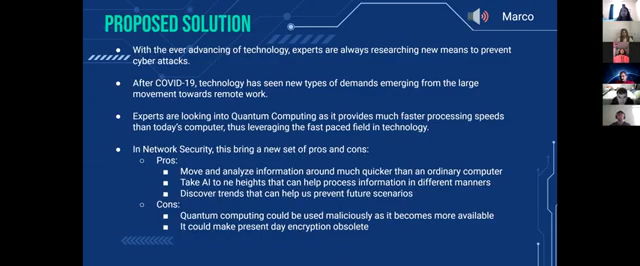 PROPOSED SOLUTION
Marco
With the ever advancing of technology, experts are always researching new means to prevent
cyber attacks.
After COVID-19, technology has seen new types of demands emerging from the large
movement towards remote work.
Experts are looking into Quantum Computing as it provides much faster processing speeds
than today's computer, thus leveraging the fast paced field in technology.
In Network Security, this bring a new set of pros and cons:
Pros:
Move and analyze information around much quicker than an ordinary computer
Take AI to ne heights that can help process information in different manners
Discover trends that can help us prevent future scenarios
Cons:
Quantum computing could be used maliciously as it becomes more available
It could make present day encryption obsolete